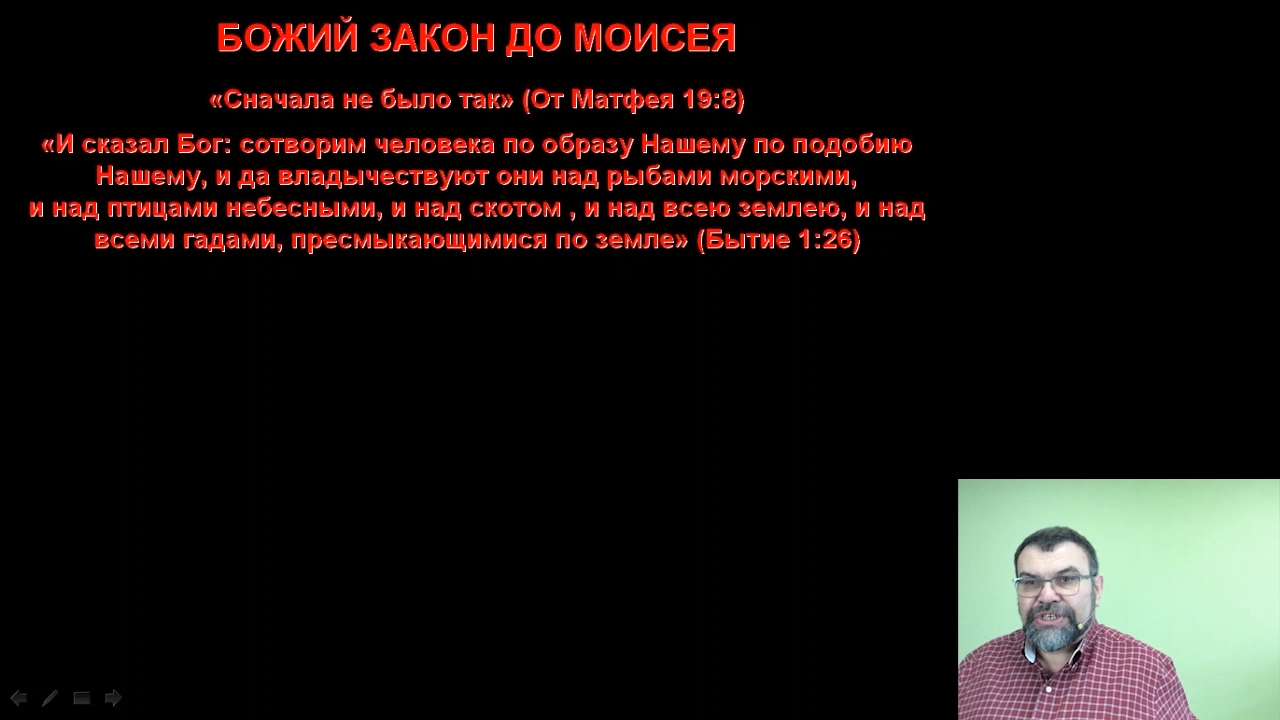 БОЖИЙ ЗАКОН ДО МОИСЕЯ
«Сначала не было так» (От Матфея 19:8)
«И сказал Бог: сотворим человека по образу Нашему по подобию
Нашему, и да владычествуют они над рыбами морскими,
и над птицами небесными, и над скотом , и над всею землею, и над
всеми гадами, пресмыкающимися по земле» (Бытие 1:26)